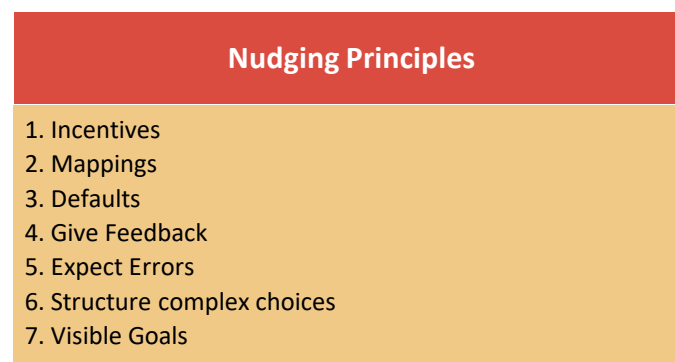 Nudging Principles
1. Incentives
2. Mappings
3. Defaults
4. Give Feedback
5. Expect Errors
6. Structure complex choices
7. Visible Goals